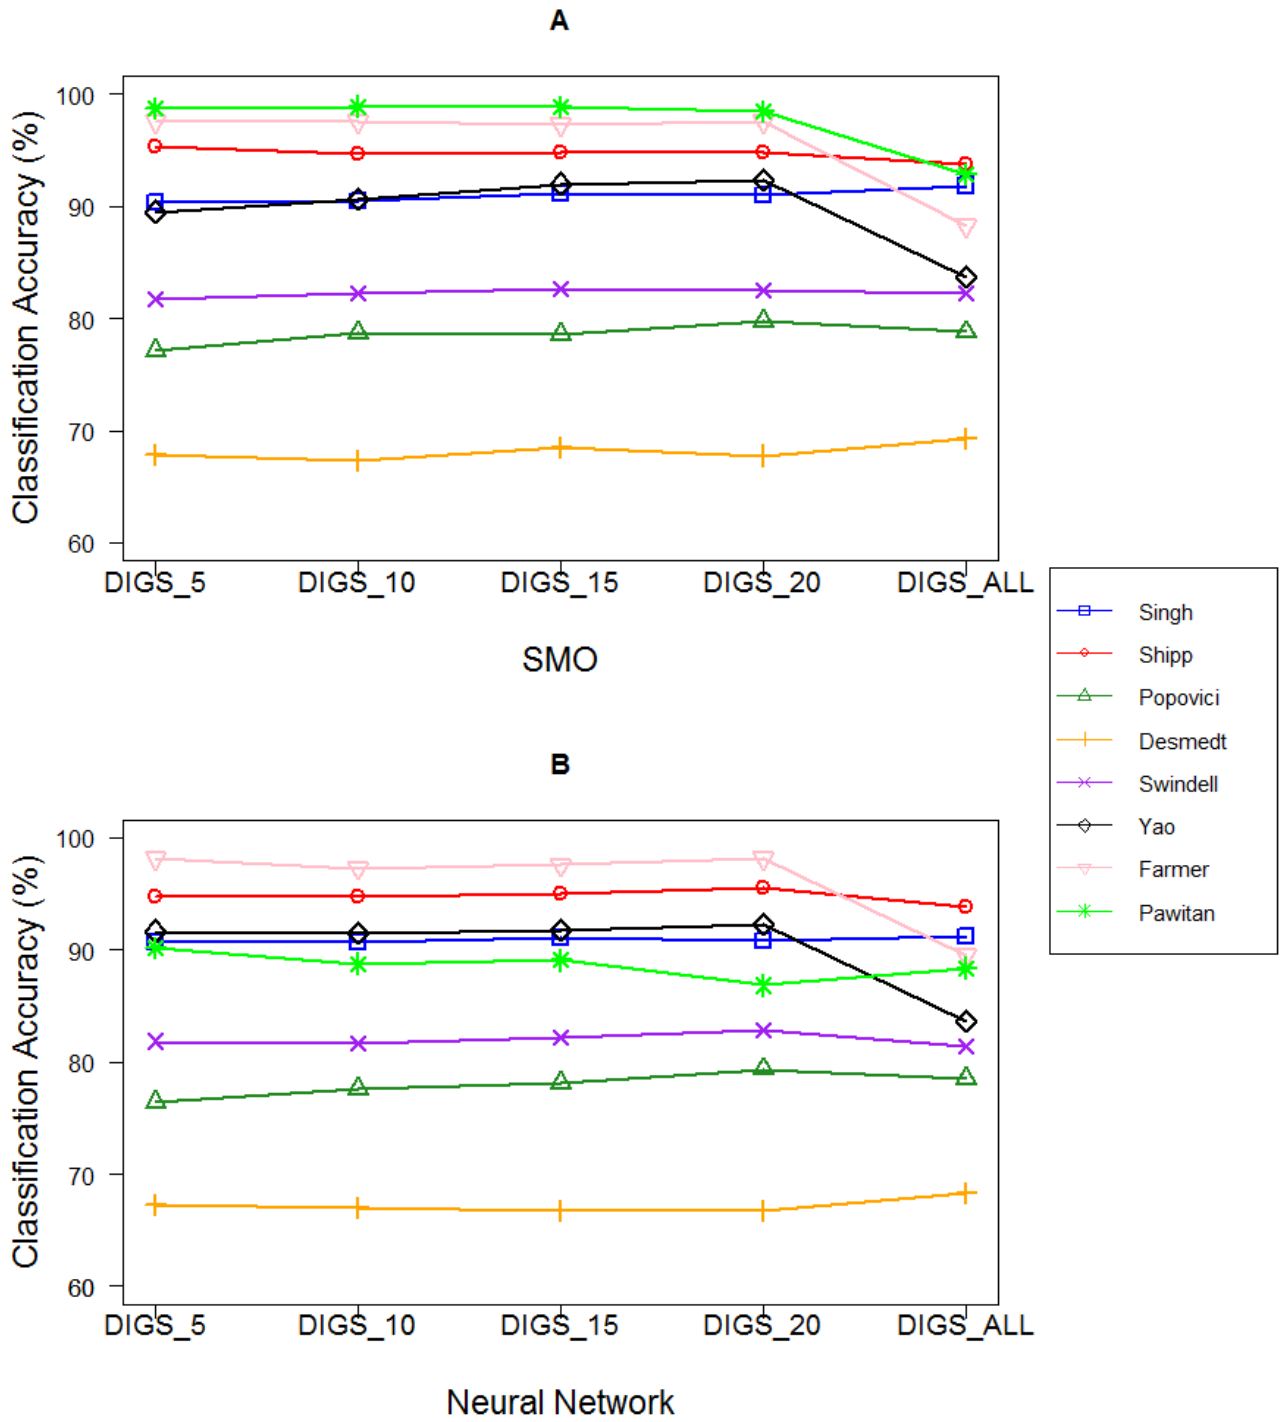 A
Classification Accuracy (%)
100
90
80
70
60
DIGS_5 DIGS_10 DIGS_15 DIGS_20 DIGS_ALL
SMO
Singh
Shipp
Popovici
Desmedt
Swindell
Yao
Farmer
Pawitan
B
Classification Accuracy (%)
100
90
80
70
60
DIGS_5 DIGS_10 DIGS_15 DIGS_20 DIGS_ALL
Neural Network